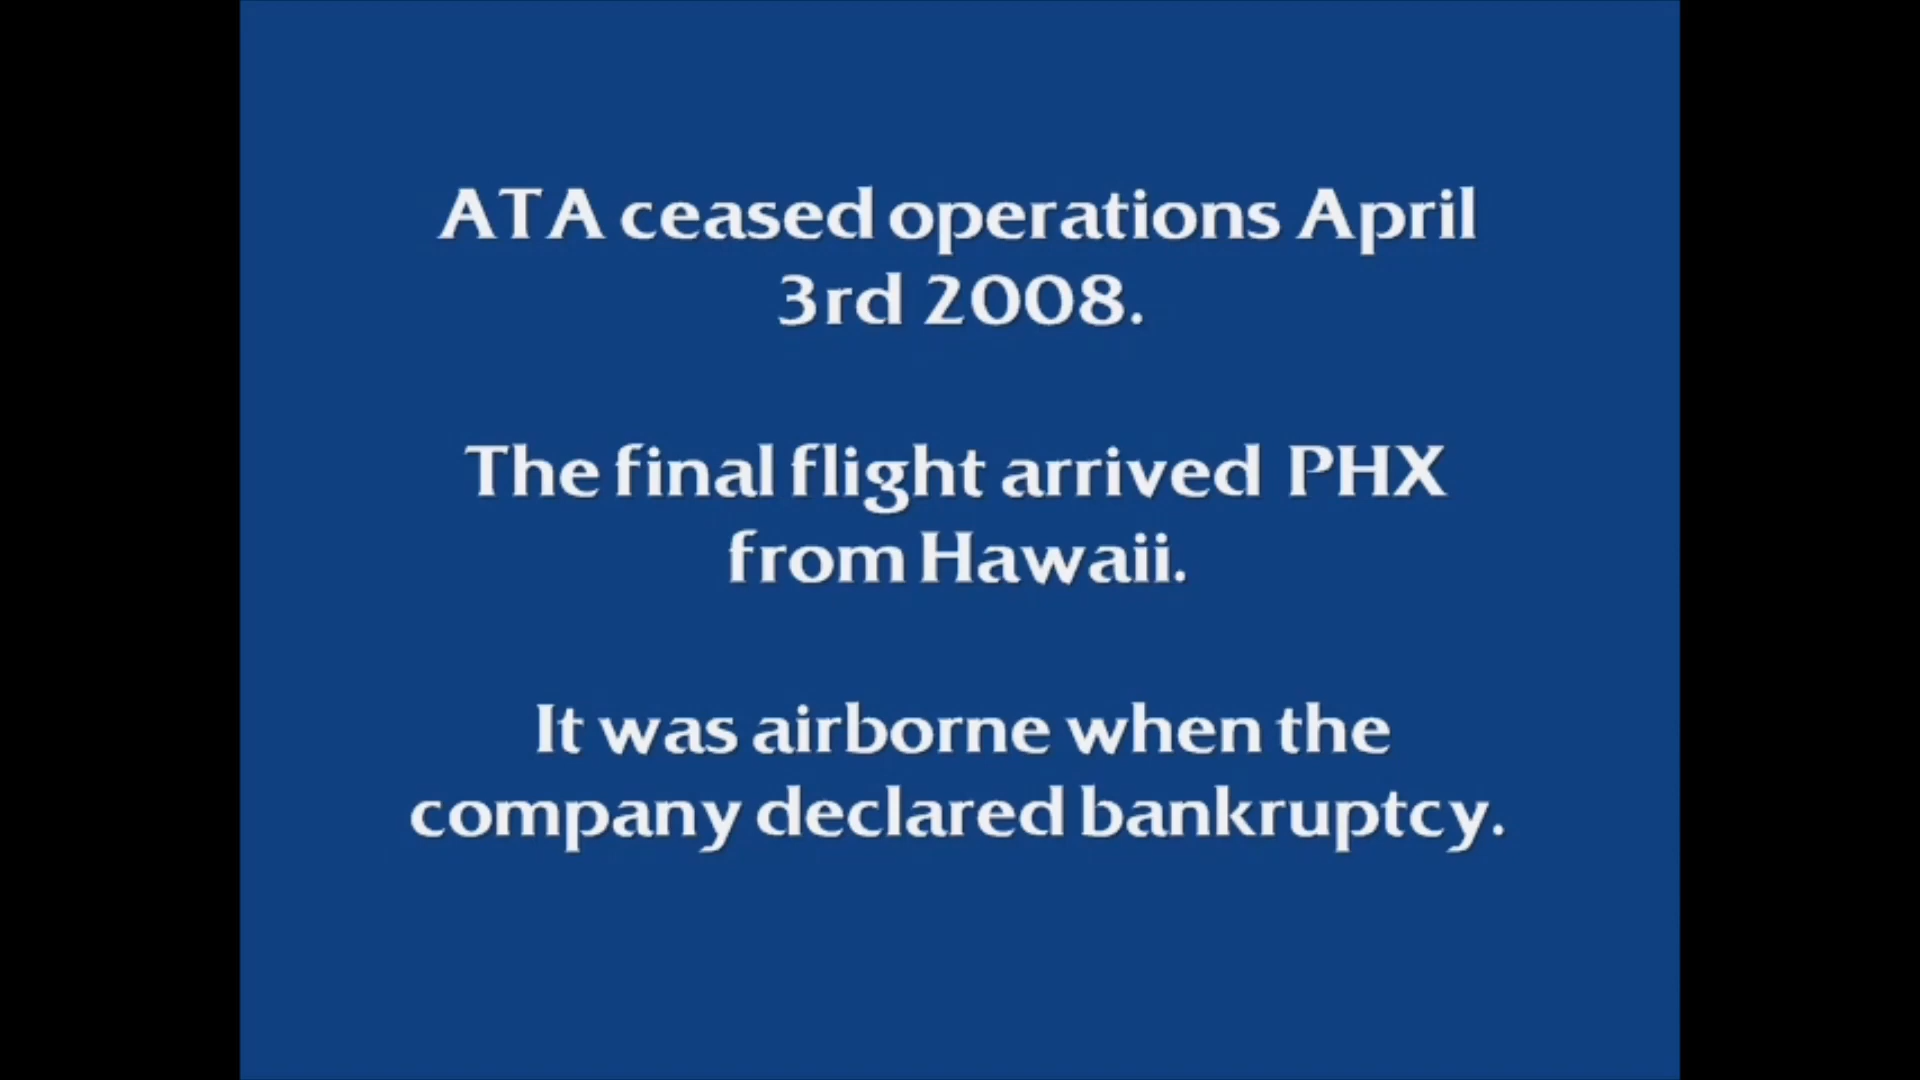 ATA ceased operations April
3rd 2008.
The final flight arrived PHX
from Hawaii.
It was airborne when the
company declared bankruptcy.